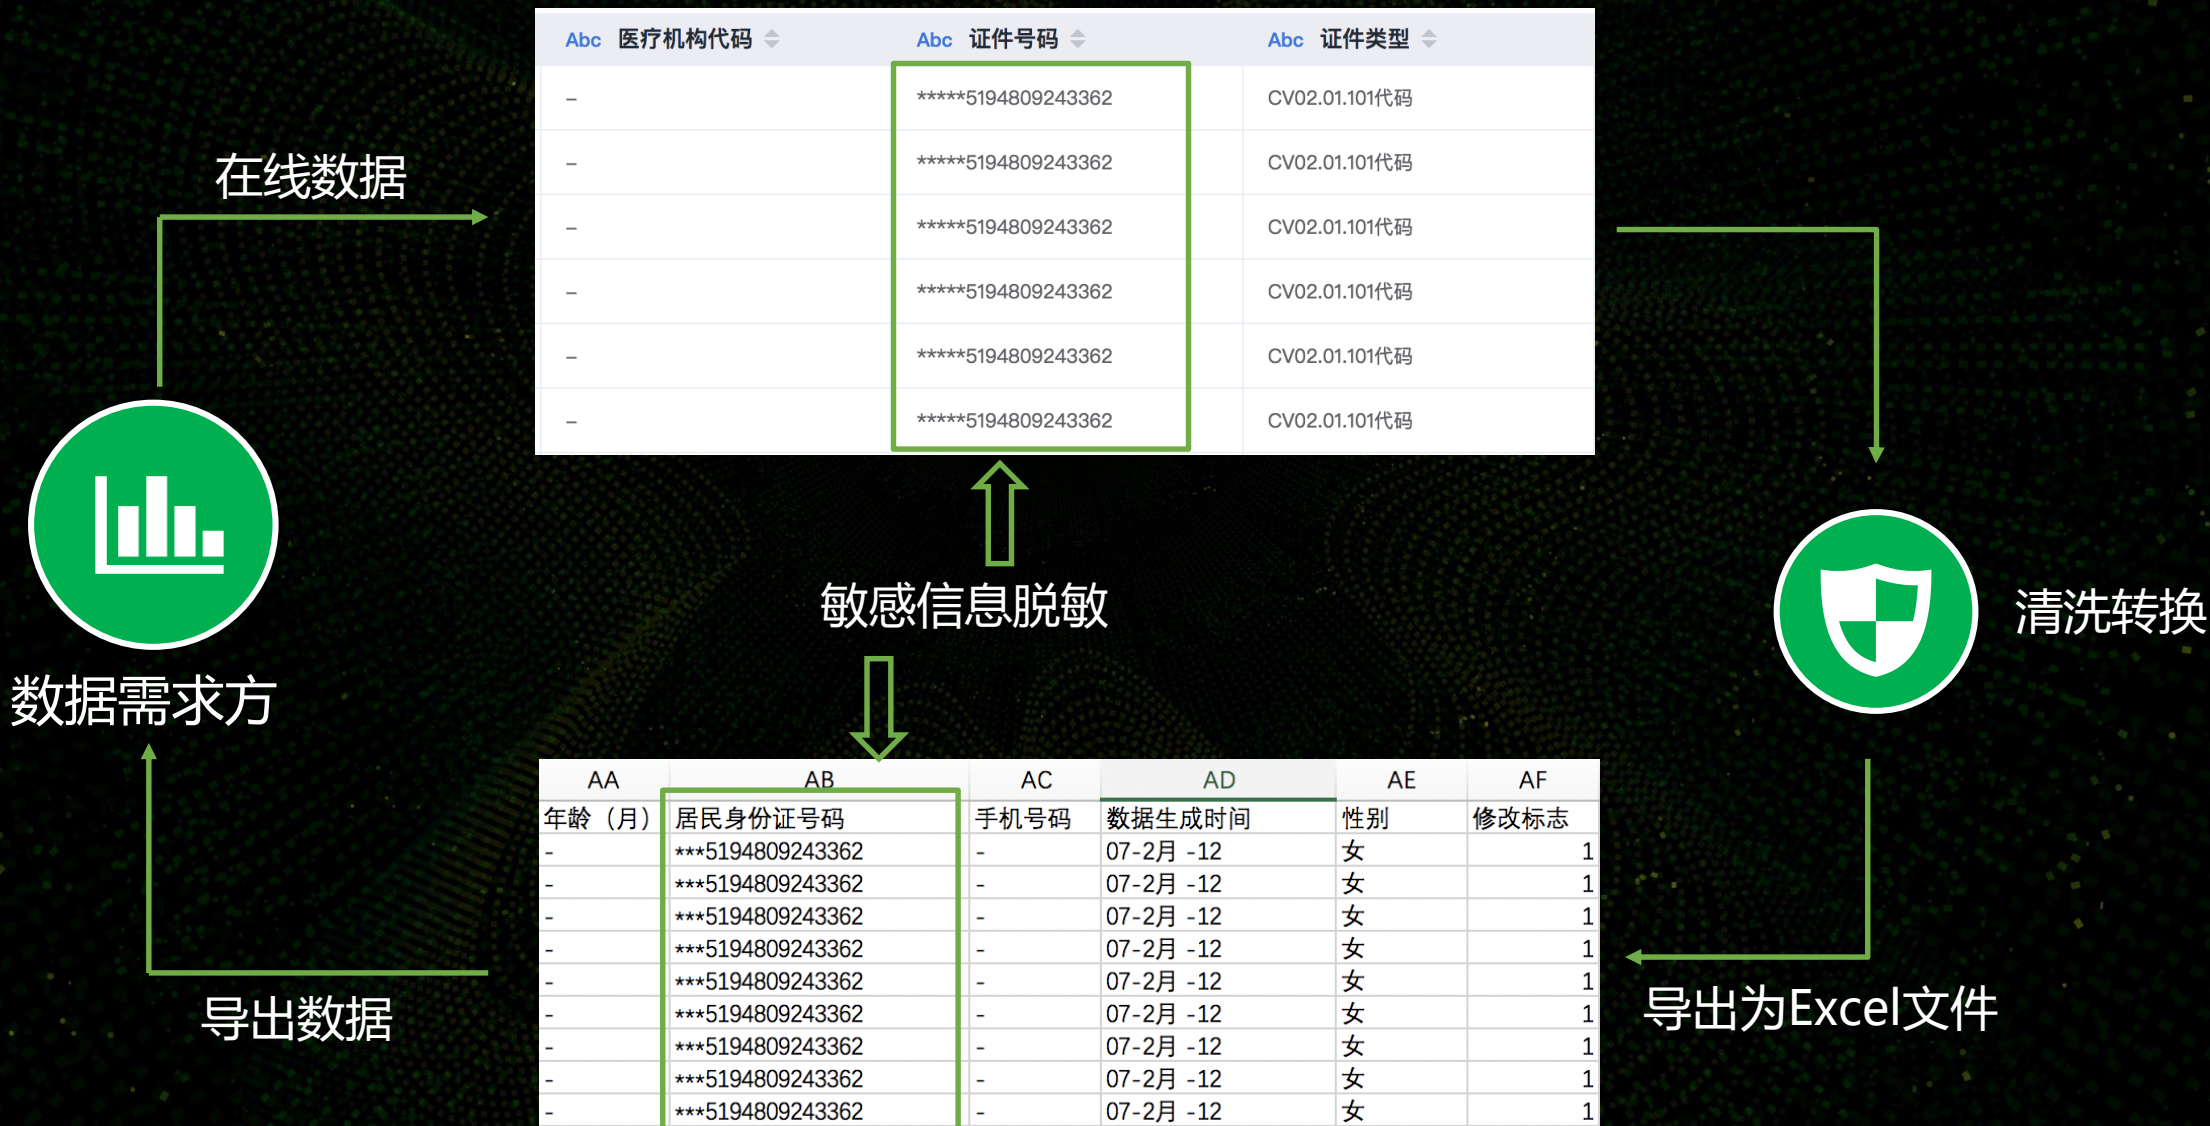 Abc 医疗机构代码 Abc 证件号码 Abc 证件类型
– *****5194809243362 CV02.01.101代码
– *****5194809243362 CV02.01.101代码
– *****5194809243362 CV02.01.101代码
– *****5194809243362 CV02.01.101代码
– *****5194809243362 CV02.01.101代码
– *****5194809243362 CV02.01.101代码
在线数据
敏感信息脱敏
清洗转换
数据需求方
AA AB AC AD AE AF
年龄（月） 居民身份证号码 手机号码 数据生成时间 性别 修改标志
- ***5194809243362 - 07-2月 -12 女 1
- ***5194809243362 - 07-2月 -12 女 1
- ***5194809243362 - 07-2月 -12 女 1
- ***5194809243362 - 07-2月 -12 女 1
- ***5194809243362 - 07-2月 -12 女 1
- ***5194809243362 - 07-2月 -12 女 1
- ***5194809243362 - 07-2月 -12 女 1
- ***5194809243362 - 07-2月 -12 女 1
- ***5194809243362 - 07-2月 -12 女 1
导出数据
导出为Excel文件